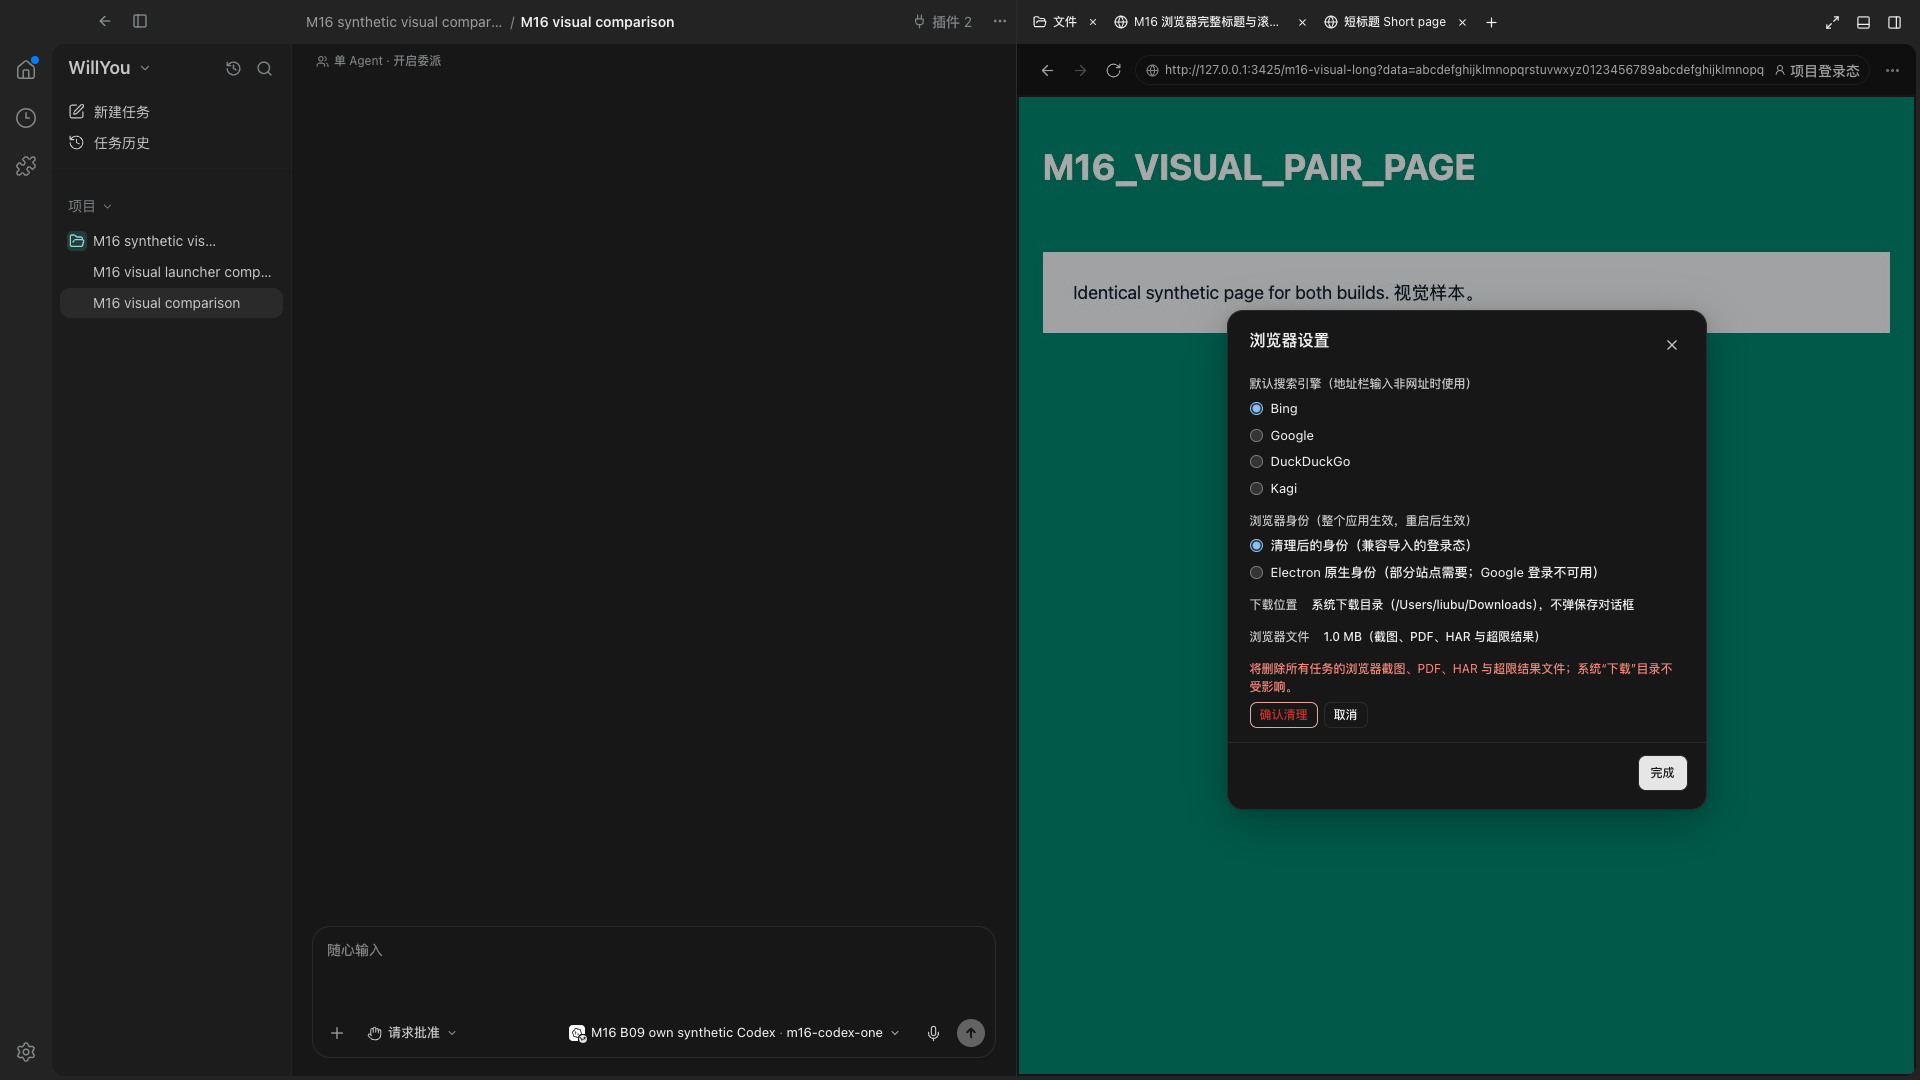 M16 synthetic visual compar... / M16 visual comparison
插件 2
文件
M16 浏览器完整标题与滚...
短标题 Short page
WillYou
新建任务
任务历史
项目
M16 synthetic vis...
M16 visual launcher comp...
M16 visual comparison
单 Agent · 开启委派
随心输入
请求批准
M16 B09 own synthetic Codex · m16-codex-one
http://127.0.0.1:3425/m16-visual-long?data=abcdefghijklmnopqrstuvwxyz0123456789abcdefghijklmnopq
项目登录态
M16_VISUAL_PAIR_PAGE
Identical synthetic page for both builds. 视觉样本。
浏览器设置
默认搜索引擎（地址栏输入非网址时使用）
Bing
Google
DuckDuckGo
Kagi
浏览器身份（整个应用生效，重启后生效）
清理后的身份（兼容导入的登录态）
Electron 原生身份（部分站点需要；Google 登录不可用）
下载位置 系统下载目录（/Users/liubu/Downloads），不弹保存对话框
浏览器文件 1.0 MB（截图、PDF、HAR 与超限结果）
将删除所有任务的浏览器截图、PDF、HAR 与超限结果文件；系统“下载”目录不
受影响。
确认清理
取消
完成